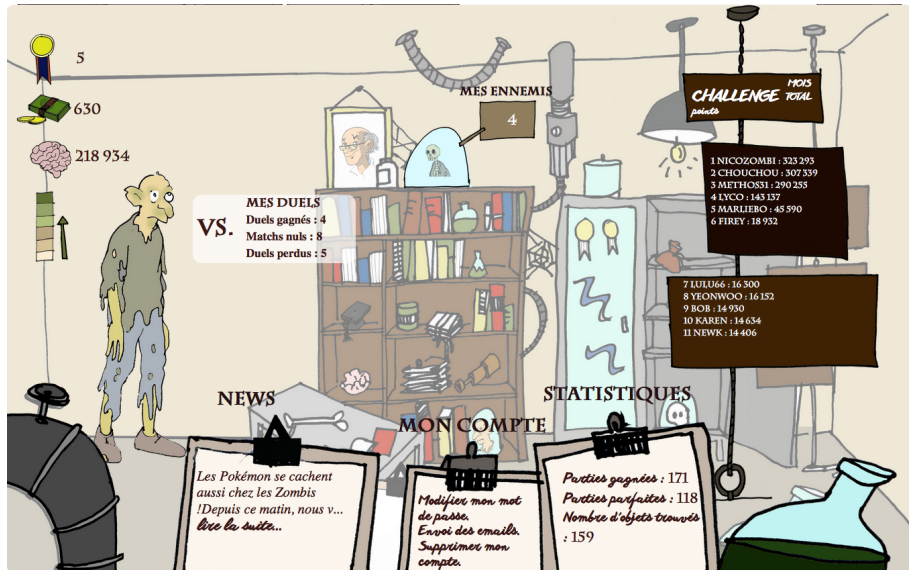 5
630
218 934
MES ENNEMIS
4
VS.
MES DUELS
Duels gagnés : 4
Matchs nuls : 8
Duels perdus : 5
MOIS
CHALLENGE TOTAL
points
1 NICOZOMBI : 323 293
2 CHOUCHOU : 307 339
3 METHOS31 : 290 255
4 LYCO : 143 137
5 MARLIEBO : 45 590
6 FIREY : 18 932
7 LULU66 : 16 300
8 YEONWOO : 16 152
9 BOB : 14 930
10 KAREN : 14 634
11 NEWK : 14 406
NEWS
Les Pokémon se cachent
aussi chez les Zombis
!Depuis ce matin, nous v...
lire la suite...
MON COMPTE
Modifier mon mot
de passe.
Envoi des emails.
Supprimer mon
compte.
STATISTIQUES
Parties gagnées : 171
Parties parfaites : 118
Nombre d'objets trouvés
: 159